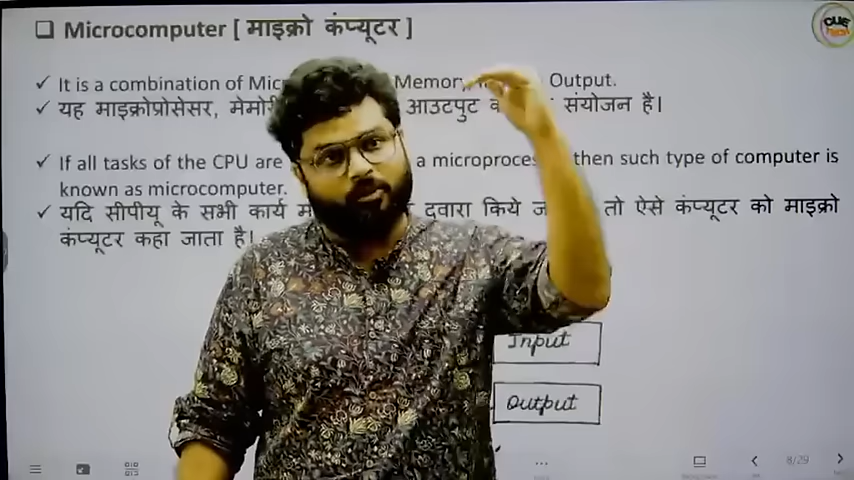 Microcomputer [ माइक्रो कंप्यूटर ]
It is a combination of Memory, Output.
यह माइक्रोप्रोसेसर, आउटपुट संयोजन है|
If all tasks of the CPU are a then such type of computer is
known as microcomputer.
यदि सीपीयू के सभी कार्य दवारा किये तो ऐसे कंप्यूटर को माइक्रो
कंप्यूटर कहा जाता है|
Input
Output
8/29
CUE